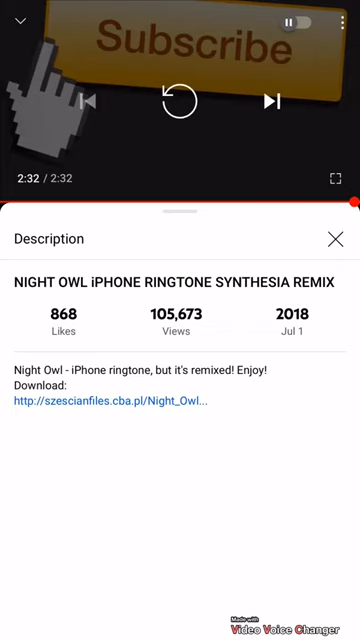 Subscribe
2:32 / 2:32
Description
NIGHT OWL iPHONE RINGTONE SYNTHESIA REMIX
868 105,673 2018
Likes Views Jul 1
Night Owl - iPhone ringtone, but it's remixed! Enjoy!
Download:
http://szescianfiles.cba.pl/Night_Owl...
Made with
Video Voice Changer